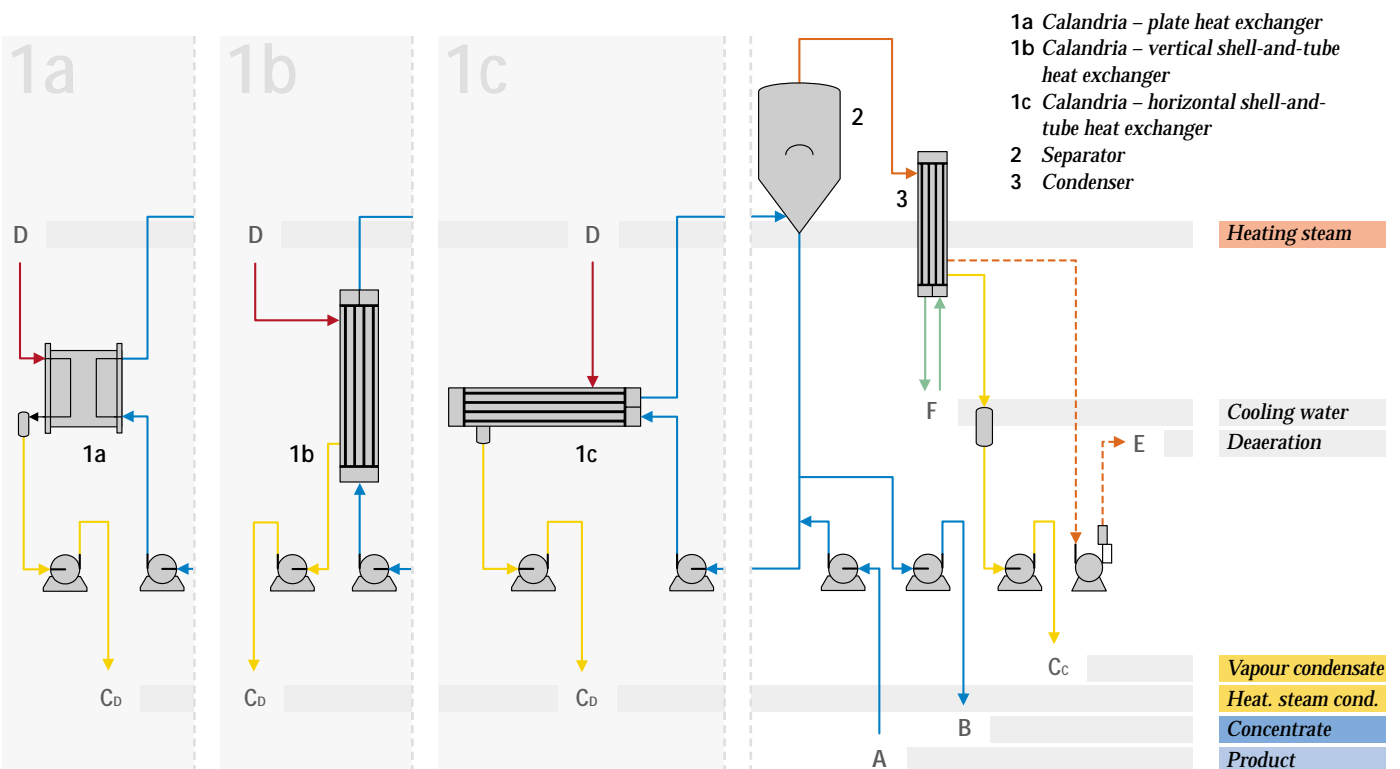 1a Calandria – plate heat exchanger
1b Calandria – vertical shell-and-tube
heat exchanger
1c Calandria – horizontal shell-and-
tube heat exchanger
2 Separator
3 Condenser
1a
1b
1c
2
3
D
D
D
Heating steam
F
Cooling water
E
Deaeration
1a
1b
1c
Cc
Vapour condensate
CD
CD
CD
Heat. steam cond.
B
Concentrate
A
Product